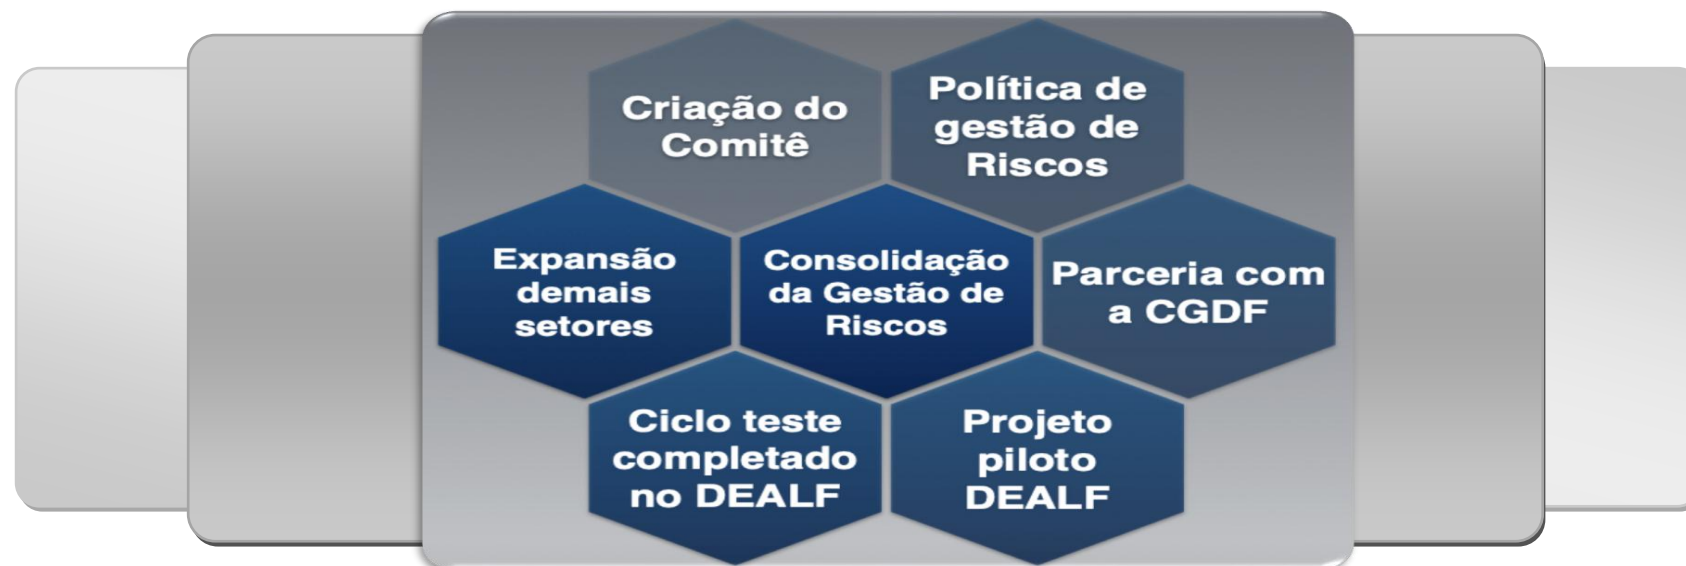 Criação do
Comitê
Política de
gestão de
Riscos
Expansão
demais
setores
Consolidação
da Gestão de
Riscos
Parceria com
a CGDF
Ciclo teste
completado
no DEALF
Projeto
piloto
DEALF